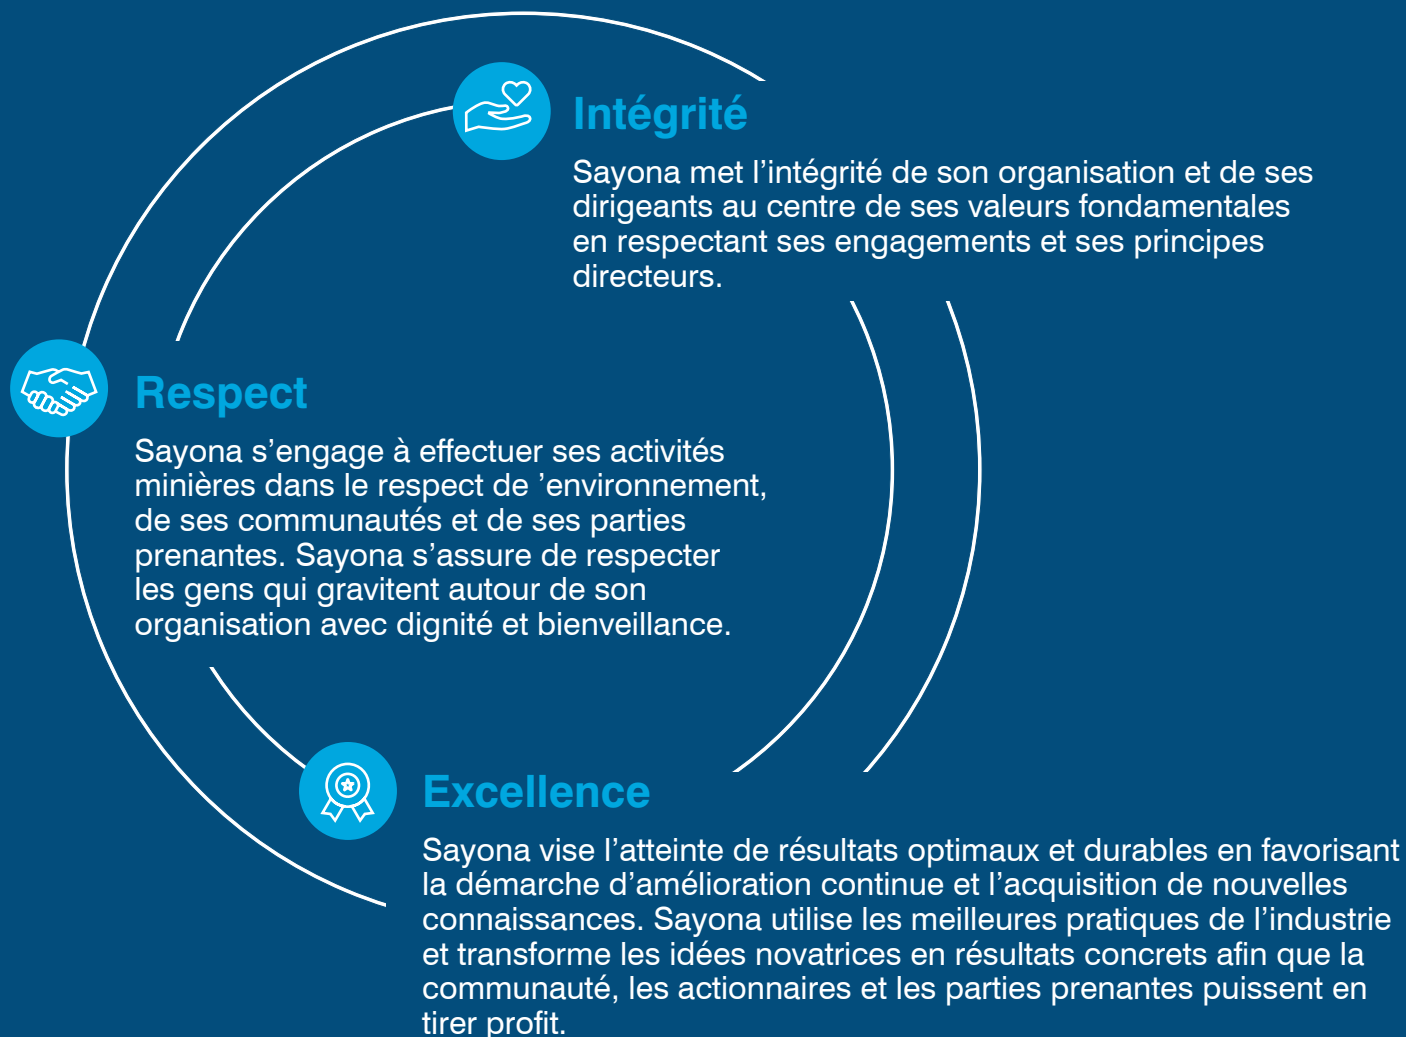 Intégrité
Sayona met l’intégrité de son organisation et de ses
dirigeants au centre de ses valeurs fondamentales
en respectant ses engagements et ses principes
directeurs.
Respect
Sayona s’engage à effectuer ses activités
minières dans le respect de ’environnement,
de ses communautés et de ses parties
prenantes. Sayona s’assure de respecter
les gens qui gravitent autour de son
organisation avec dignité et bienveillance.
Excellence
Sayona vise l’atteinte de résultats optimaux et durables en favorisant
la démarche d’amélioration continue et l’acquisition de nouvelles
connaissances. Sayona utilise les meilleures pratiques de l’industrie
et transforme les idées novatrices en résultats concrets afin que la
communauté, les actionnaires et les parties prenantes puissent en
tirer profit.